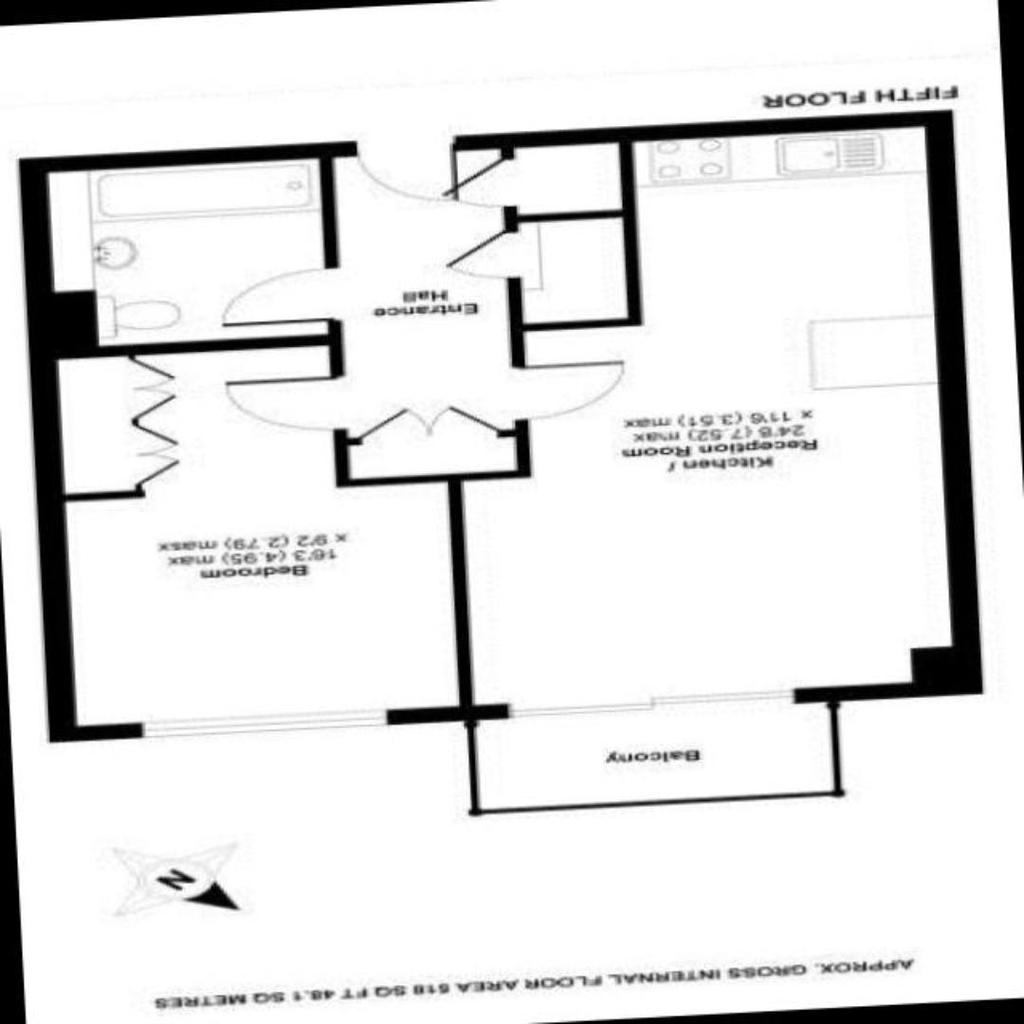 APPROX. GROSS INTERNAL FLOOR AREA 518 SQ FT 48.1 SQ METRES
N
Balcony
Bedroom
16'3 (4.95) max
x 9'2 (2.79) masx
Kitchen /
Reception Room
24'8 (7.52) max
x 11'6 (3.51) max
Entrance
Hall
FIFTH FLOOR